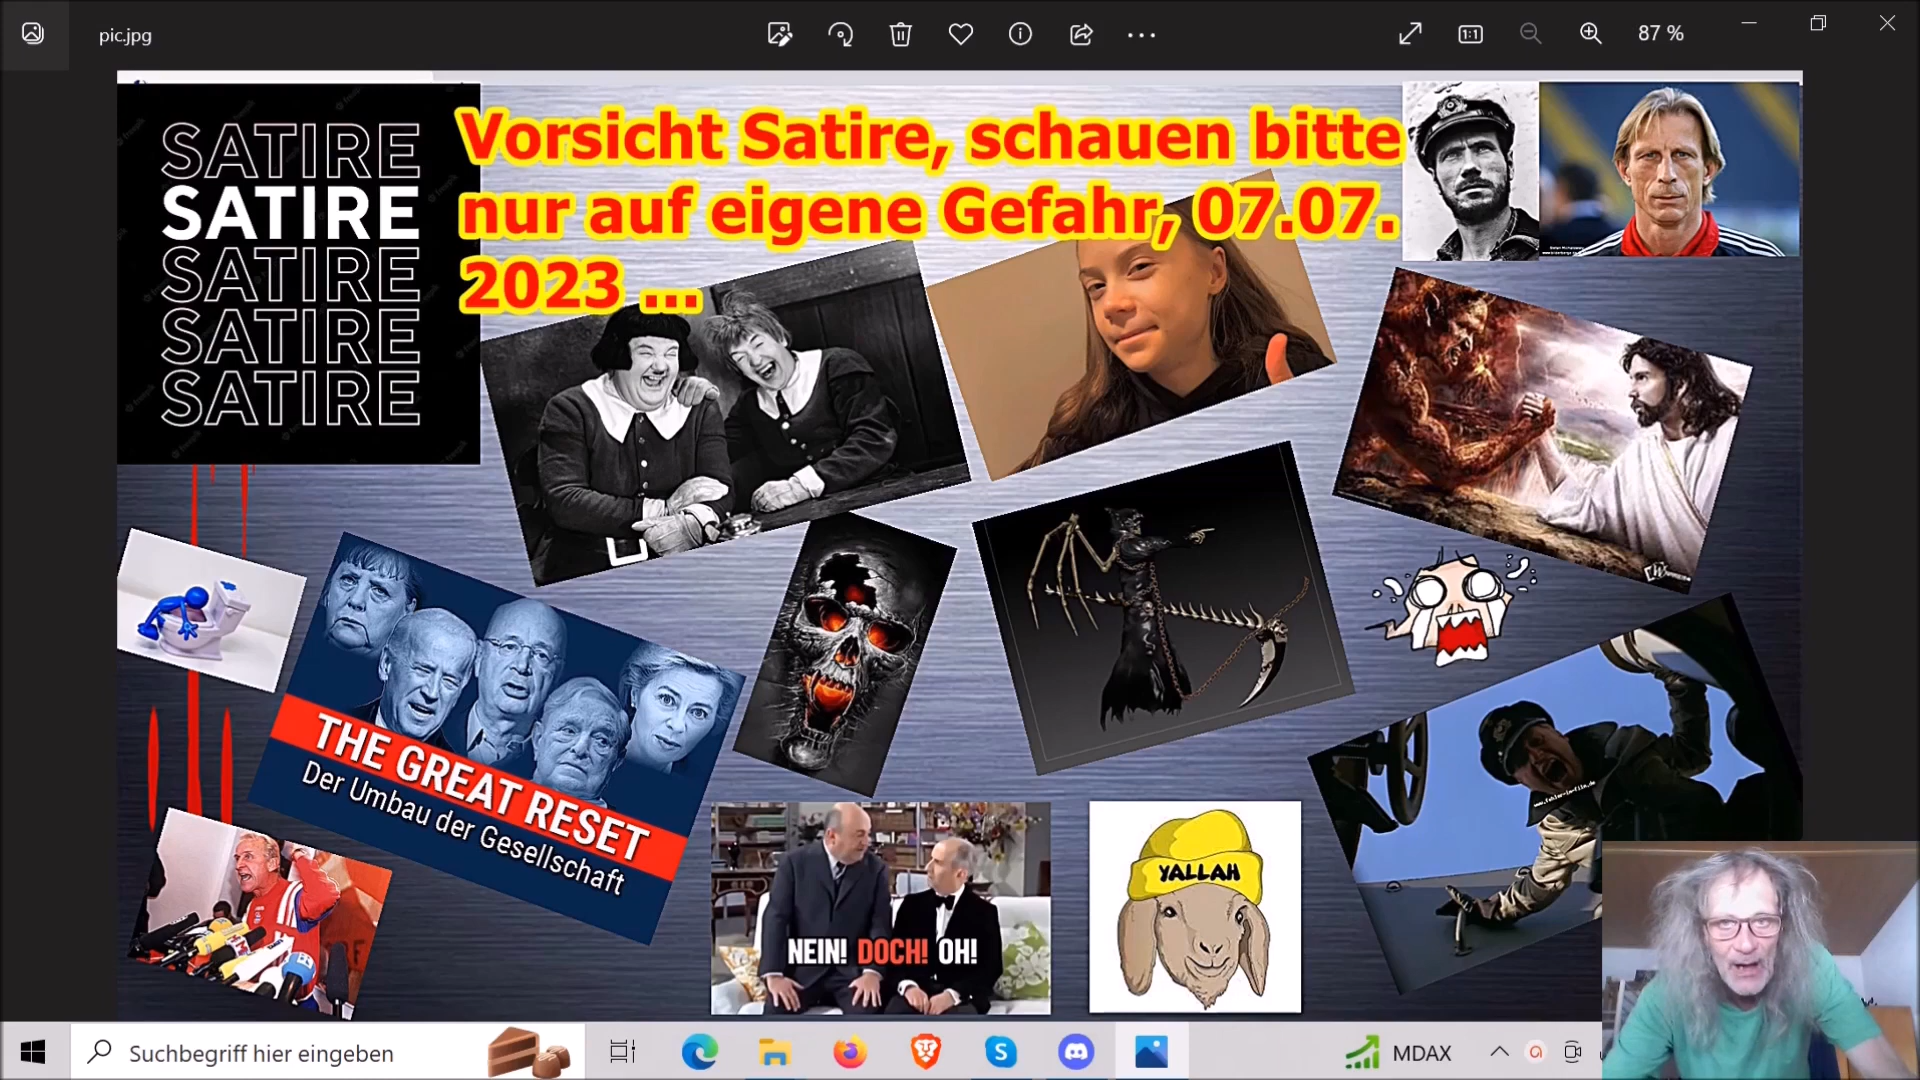 pic.jpg
87 %
SATIRE
SATIRE
SATIRE
SATIRE
SATIRE
Vorsicht Satire, schauen bitte
nur auf eigene Gefahr, 07.07.
2023 ...
THE GREAT RESET
Der Umbau der Gesellschaft
NEIN! DOCH! OH!
YALLAH
Suchbegriff hier eingeben
MDAX